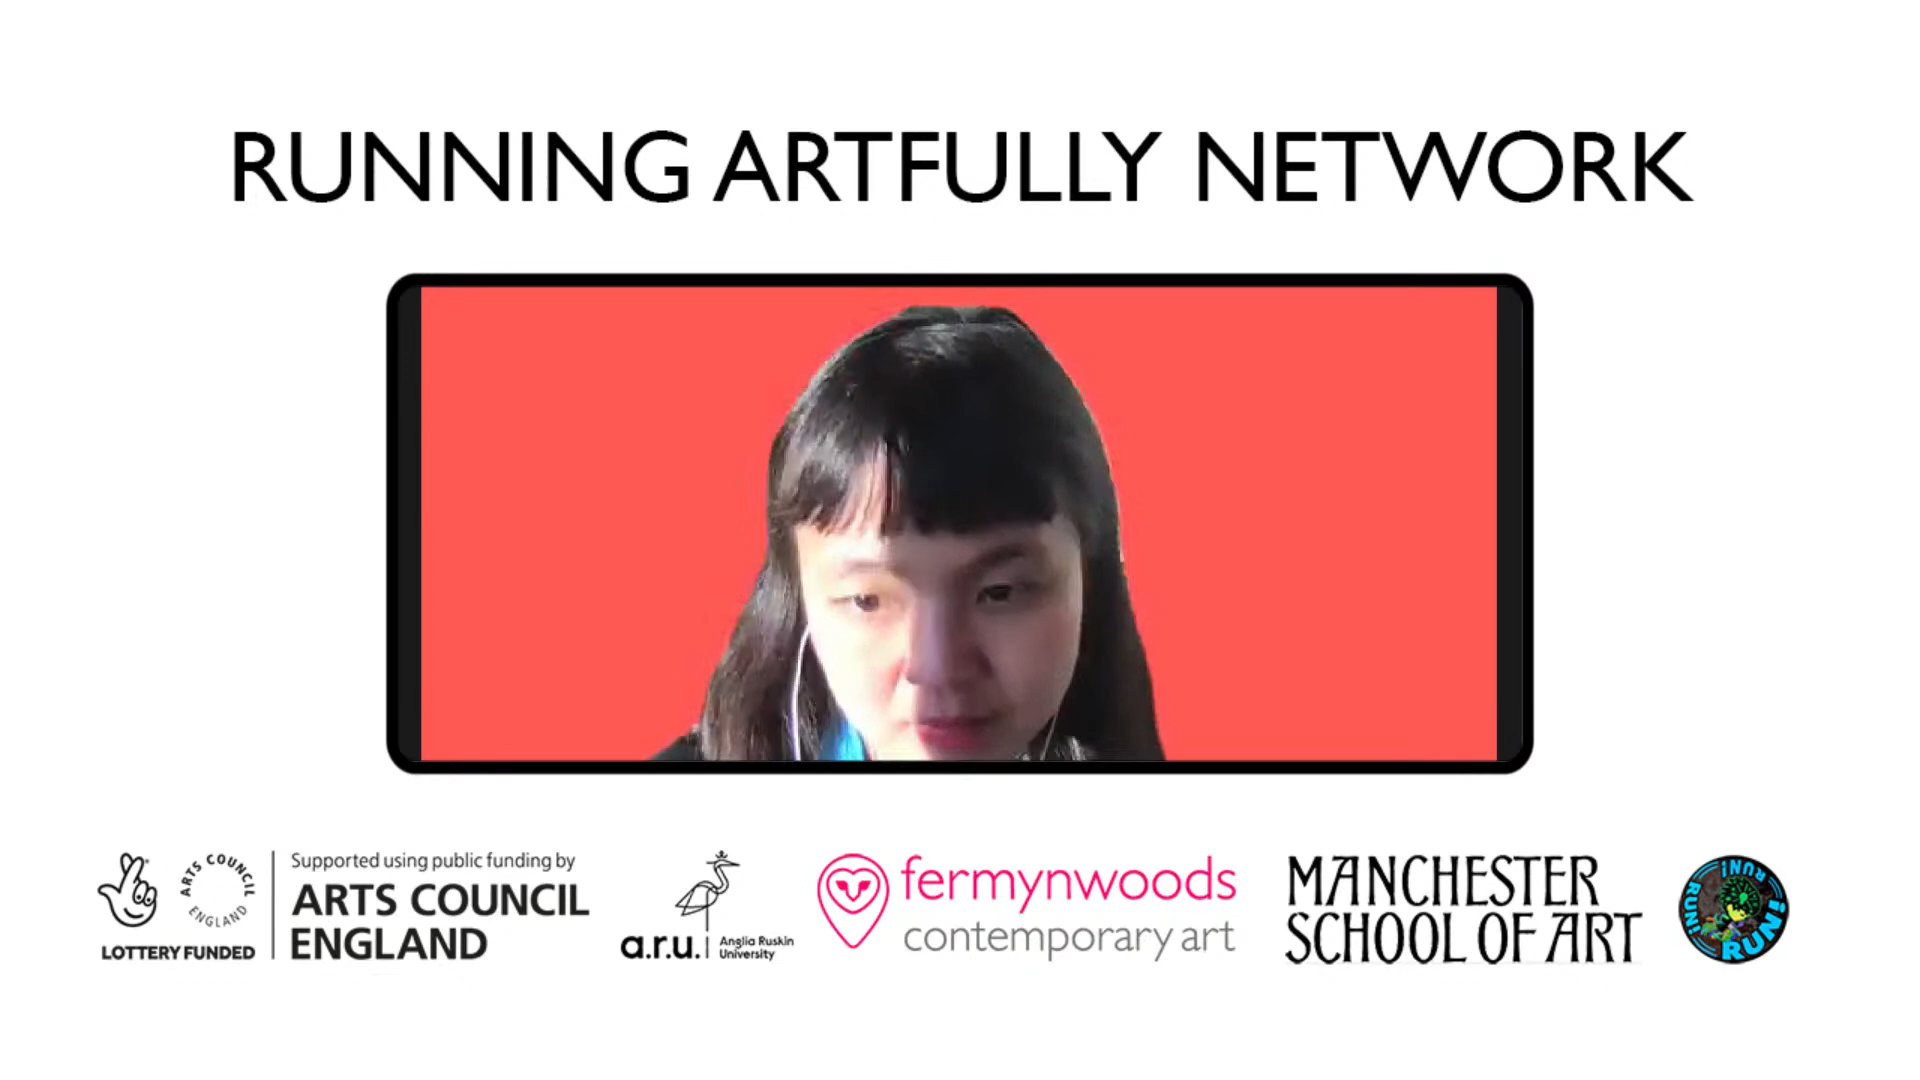 RUNNING ARTFULLY NETWORK
ARTS COUNCIL
ENGLAND
LOTTERY FUNDED
Supported using public funding by
ARTS COUNCIL
ENGLAND
a.r.u.
Anglia Ruskin
University
fermynwoods
contemporary art
MANCHESTER
SCHOOL OF ART
RUN!
RUN!
RUN!